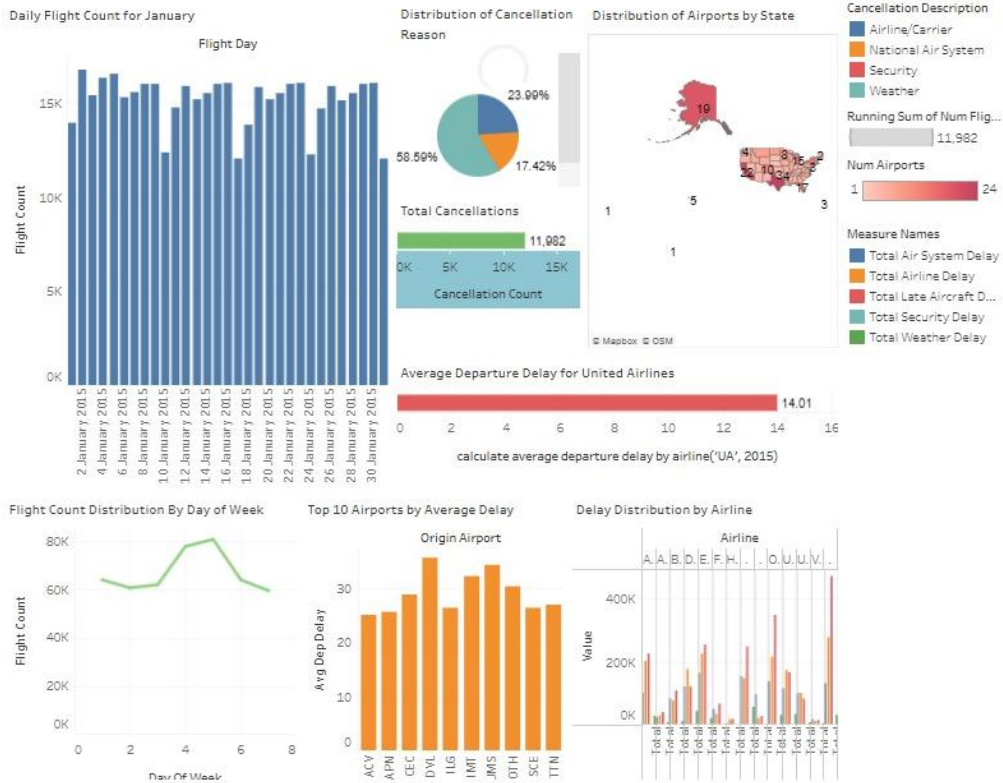 Daily Flight Count for January
Flight Day
15K
10K
5K
0K
Flight Count
2 January 2015
4 January 2015
6 January 2015
8 January 2015
10 January 2015
12 January 2015
14 January 2015
16 January 2015
18 January 2015
20 January 2015
22 January 2015
24 January 2015
26 January 2015
28 January 2015
30 January 2015
Distribution of Cancellation
Reason
23.99%
58.59%
17.42%
Total Cancellations
11,982
0K 5K 10K 15K
Cancellation Count
Distribution of Airports by State
19
4 8 15 2
22 10 3
17
5 3
1
1
© Mapbox © OSM
Cancellation Description
Airline/Carrier
National Air System
Security
Weather
Running Sum of Num Flig...
11,982
Num Airports
1 24
Measure Names
Total Air System Delay
Total Airline Delay
Total Late Aircraft D...
Total Security Delay
Total Weather Delay
Average Departure Delay for United Airlines
14.01
0 2 4 6 8 10 12 14 16
calculate average departure delay by airline('UA', 2015)
Flight Count Distribution By Day of Week
80K
60K
40K
20K
0K
Flight Count
2 4 6 8
Day Of Week
Top 10 Airports by Average Delay
Origin Airport
30
20
10
0
Avg Dep Delay
ACV APN CEC DVL ILG IMT JMS OTH SCE TTN
Delay Distribution by Airline
Airline
A. A. B. D. E. F. H. . . O. U. U. V. .
400K
200K
0K
Value